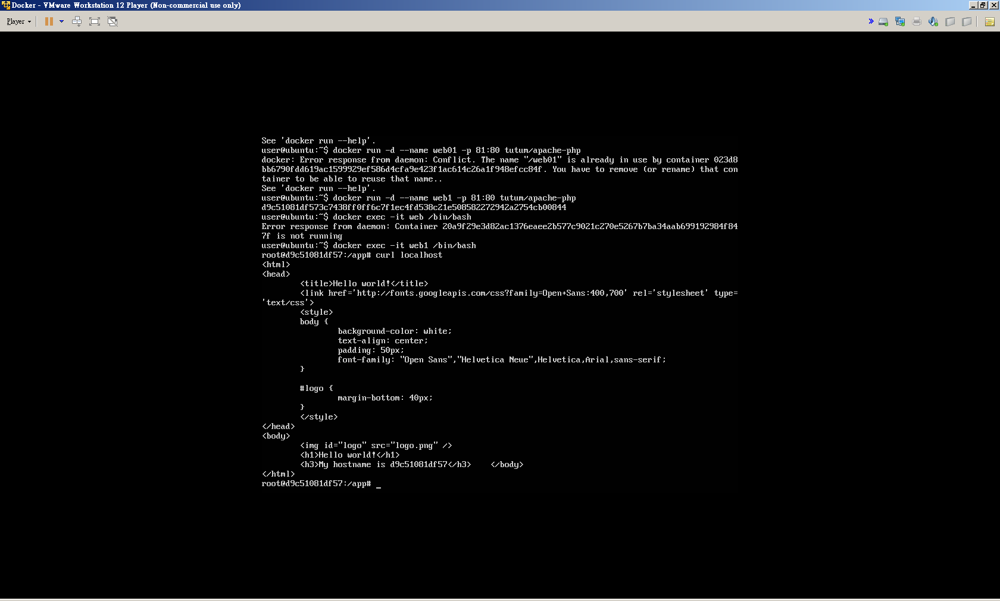 Docker - VMware Workstation 12 Player (Non-commercial use only)
Player
See 'docker run --help'.
user@ubuntu:~$ docker run -d --name web01 -p 81:80 tutum/apache-php
docker: Error response from daemon: Conflict. The name "/web01" is already in use by container 023d8
bb6790fdd619ac1599929ef586d4cfa9e423f1ac614c26a1f948efcc84f. You have to remove (or rename) that con
tainer to be able to reuse that name..
See 'docker run --help'.
user@ubuntu:~$ docker run -d --name web1 -p 81:80 tutum/apache-php
d9c51081df573c7438ff0ff6c7f1ec4fd538c21e508582272942a2754cb00844
user@ubuntu:~$ docker exec -it web /bin/bash
Error response from daemon: Container 20a9f29e3d82ac1376eaee2b577c9021c270e5267b7ba34aab699192984f84
7f is not running
user@ubuntu:~$ docker exec -it web1 /bin/bash
root@d9c51081df57:/app# curl localhost
<html>
<head>
        <title>Hello world!</title>
        <link href='http://fonts.googleapis.com/css?family=Open+Sans:400,700' rel='stylesheet' type=
'text/css'>
        <style>
        body {
                background-color: white;
                text-align: center;
                padding: 50px;
                font-family: "Open Sans","Helvetica Neue",Helvetica,Arial,sans-serif;
        }
        #logo {
                margin-bottom: 40px;
        }
        </style>
</head>
<body>
        <img id="logo" src="logo.png" />
        <h1>Hello world!</h1>
        <h3>My hostname is d9c51081df57</h3>    </body>
</html>
root@d9c51081df57:/app# _